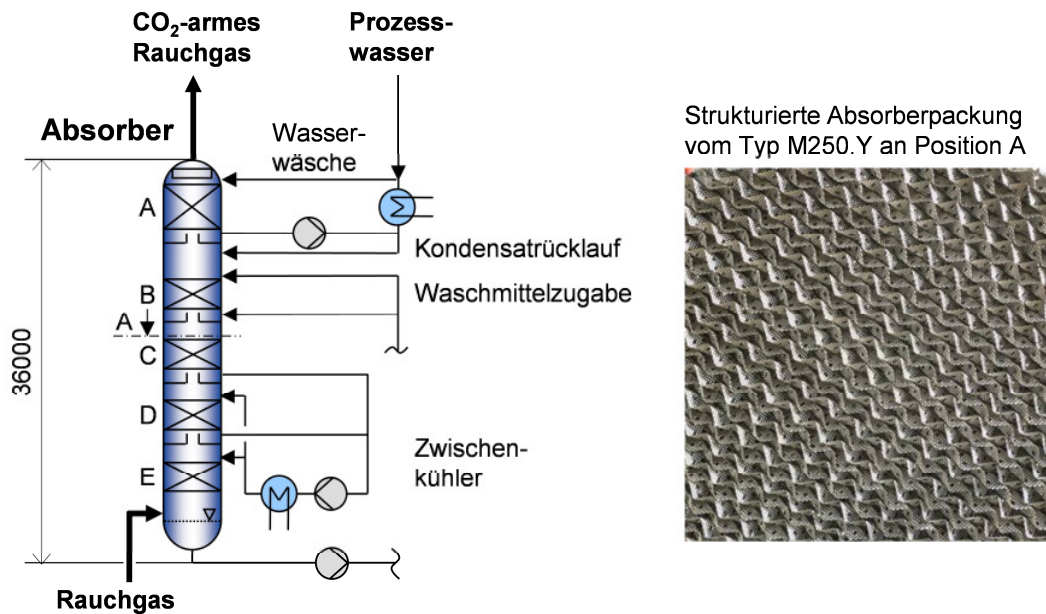 CO₂-armes
Rauchgas
Prozess-
wasser
Absorber
Wasser-
wäsche
A
Kondensatrücklauf
B
Waschmittelzugabe
A
C
36000
D
Zwischen-
kühler
E
Rauchgas
Strukturierte Absorberpackung
vom Typ M250.Y an Position A